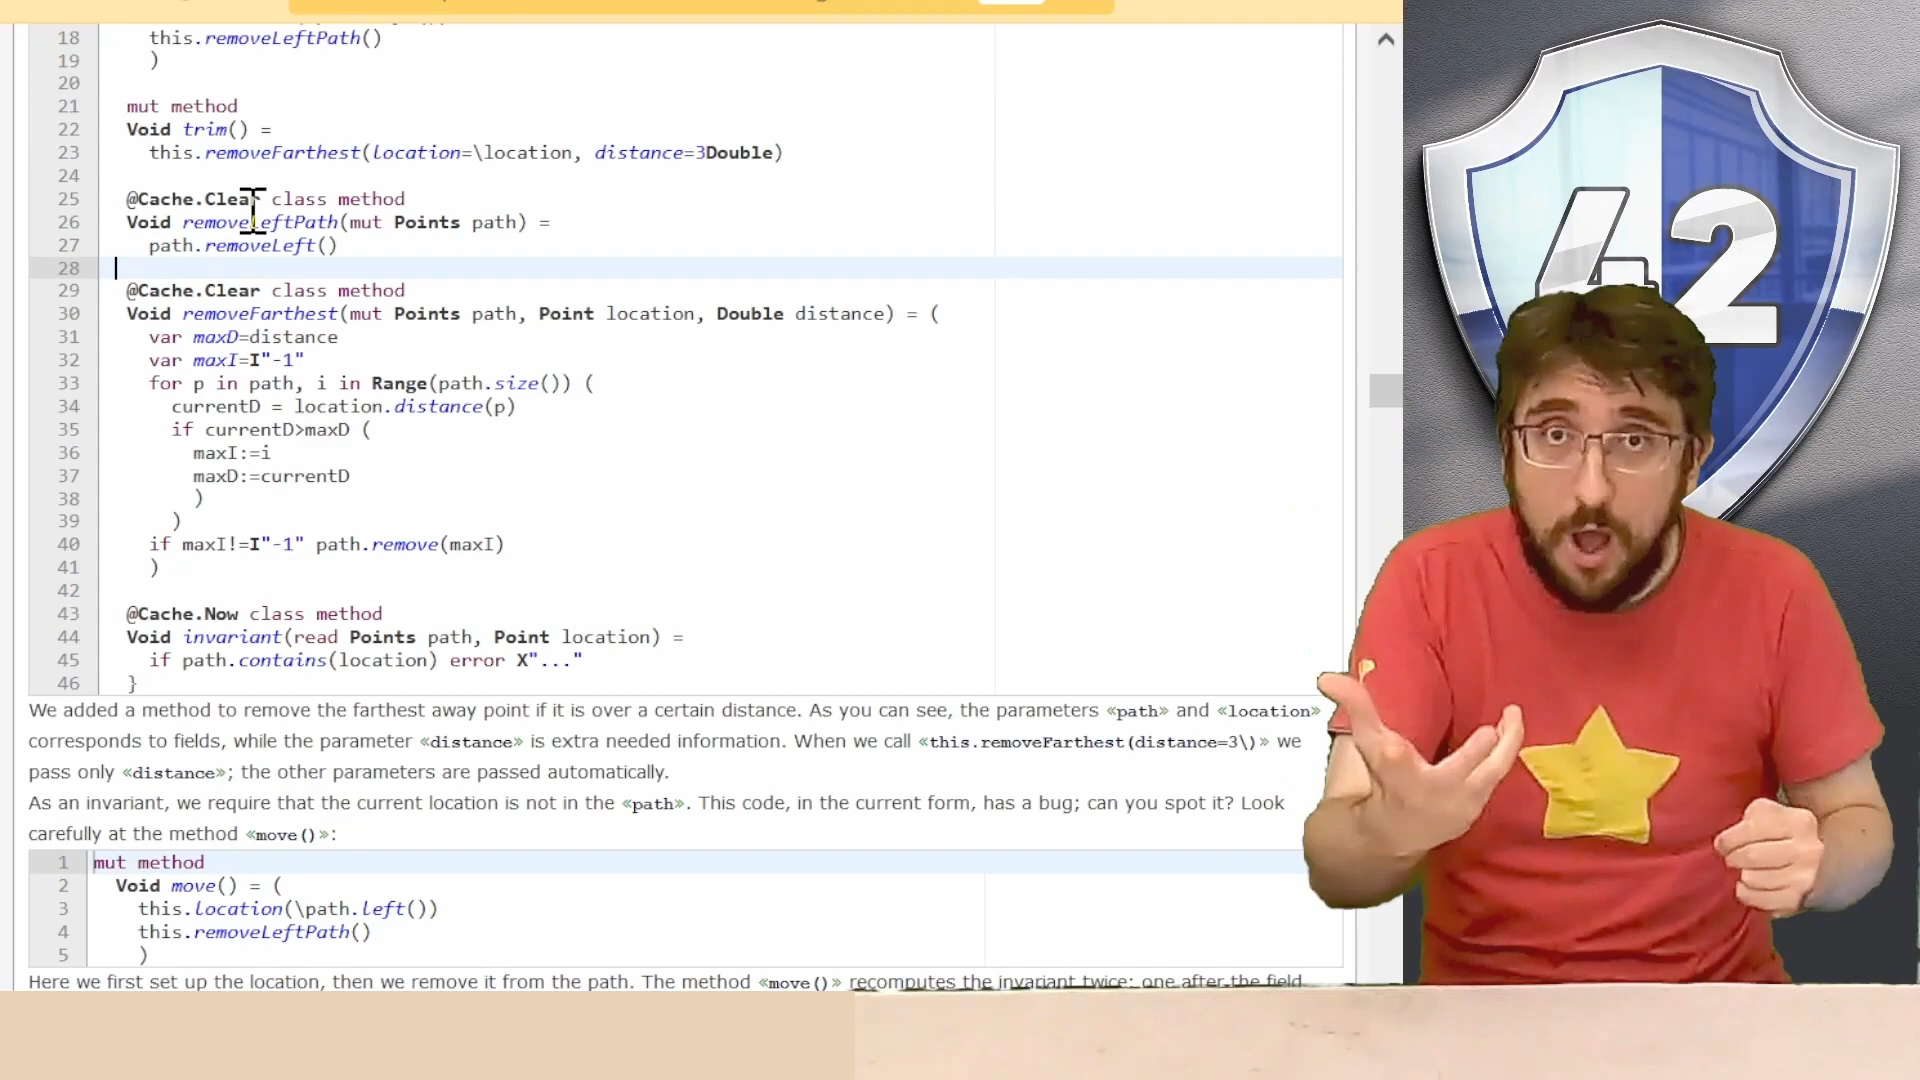 18 this.removeLeftPath()
19 )
20
21 mut method
22 Void trim() =
23 this.removeFarthest(location=\location, distance=3Double)
24
25 @Cache.Clear class method
26 Void removeLeftPath(mut Points path) =
27 path.removeLeft()
28
29 @Cache.Clear class method
30 Void removeFarthest(mut Points path, Point location, Double distance) = (
31 var maxD=distance
32 var maxI=I"-1"
33 for p in path, i in Range(path.size()) (
34 currentD = location.distance(p)
35 if currentD>maxD (
36 maxI:=i
37 maxD:=currentD
38 )
39 )
40 if maxI!=I"-1" path.remove(maxI)
41 )
42
43 @Cache.Now class method
44 Void invariant(read Points path, Point location) =
45 if path.contains(location) error X"..."
46 }
We added a method to remove the farthest away point if it is over a certain distance. As you can see, the parameters «path» and «location»
corresponds to fields, while the parameter «distance» is extra needed information. When we call «this.removeFarthest(distance=3\)» we
pass only «distance»; the other parameters are passed automatically.
As an invariant, we require that the current location is not in the «path». This code, in the current form, has a bug; can you spot it? Look
carefully at the method «move()»:
1 mut method
2 Void move() = (
3 this.location(\path.left())
4 this.removeLeftPath()
5 )
Here we first set up the location, then we remove it from the path. The method «move()» recomputes the invariant twice: one after the field
42